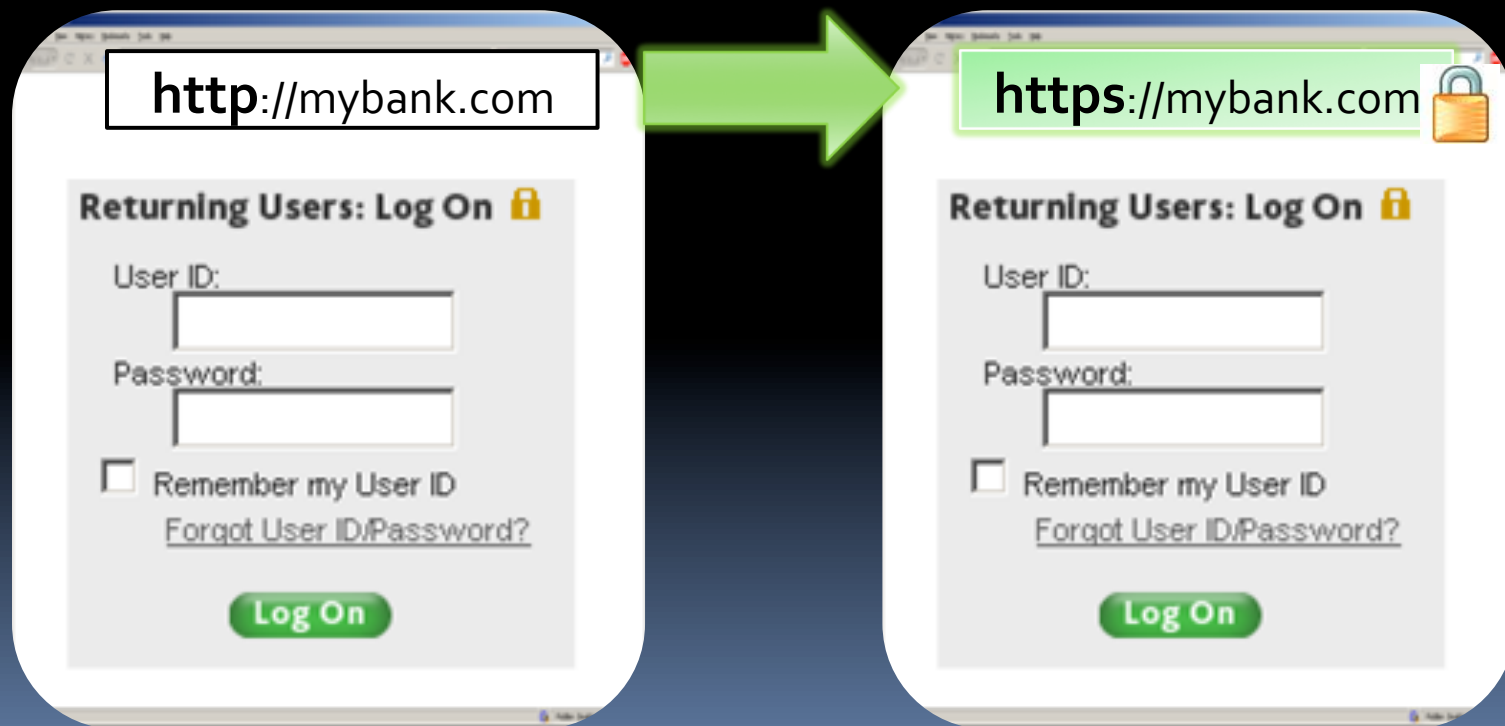 http://mybank.com
Returning Users: Log On
User ID:
Password:
Remember my User ID
Forgot User ID/Password?
Log On
https://mybank.com
Returning Users: Log On
User ID:
Password:
Remember my User ID
Forgot User ID/Password?
Log On